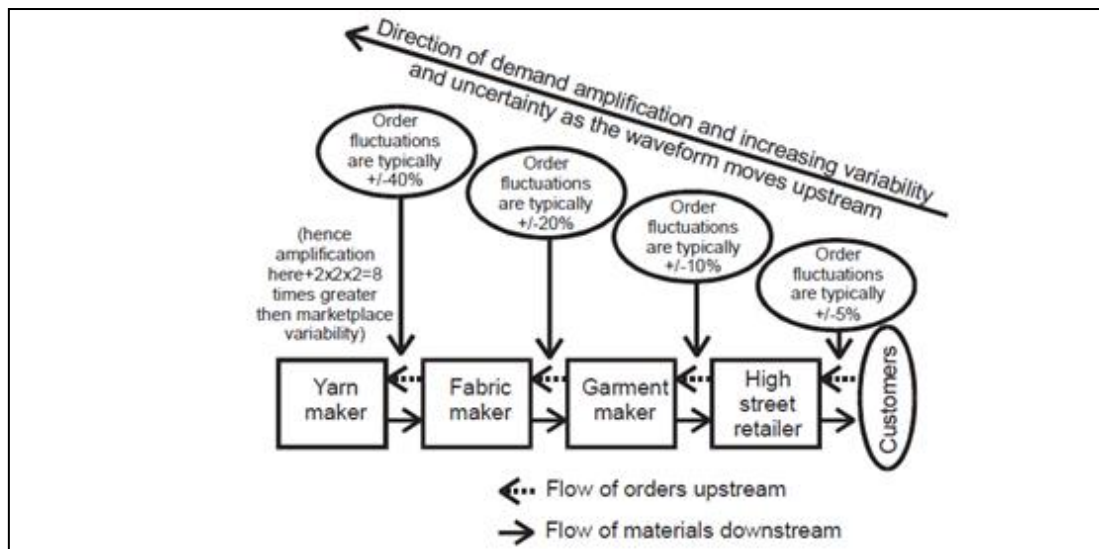 Direction of demand amplification and increasing variability
and uncertainty as the waveform moves upstream
Order
fluctuations
are typically
+/-40%
Order
fluctuations
are typically
+/-20%
Order
fluctuations
are typically
+/-10%
Order
fluctuations
are typically
+/-5%
(hence
amplification
here+2x2x2=8
times greater
then marketplace
variability)
Yarn
maker
Fabric
maker
Garment
maker
High
street
retailer
Customers
Flow of orders upstream
Flow of materials downstream